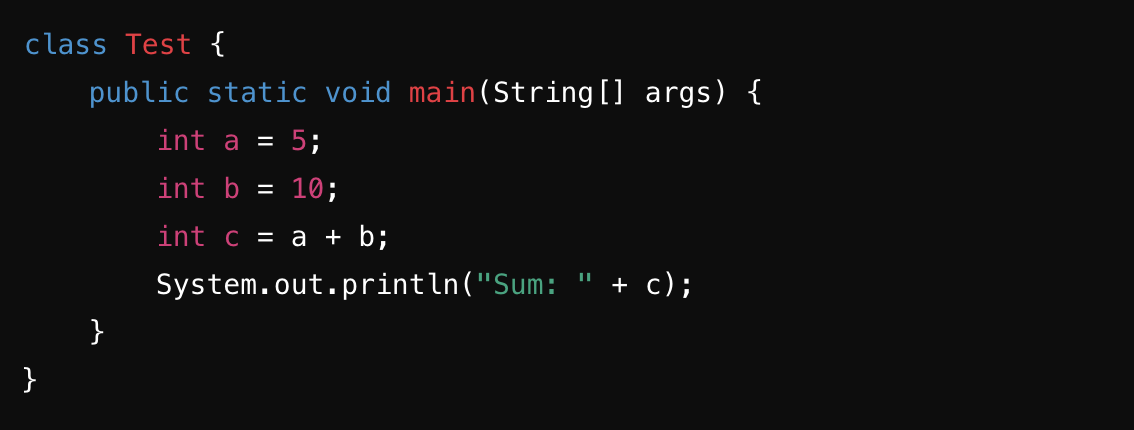 class Test {
    public static void main(String[] args) {
        int a = 5;
        int b = 10;
        int c = a + b;
        System.out.println("Sum: " + c);
    }
}